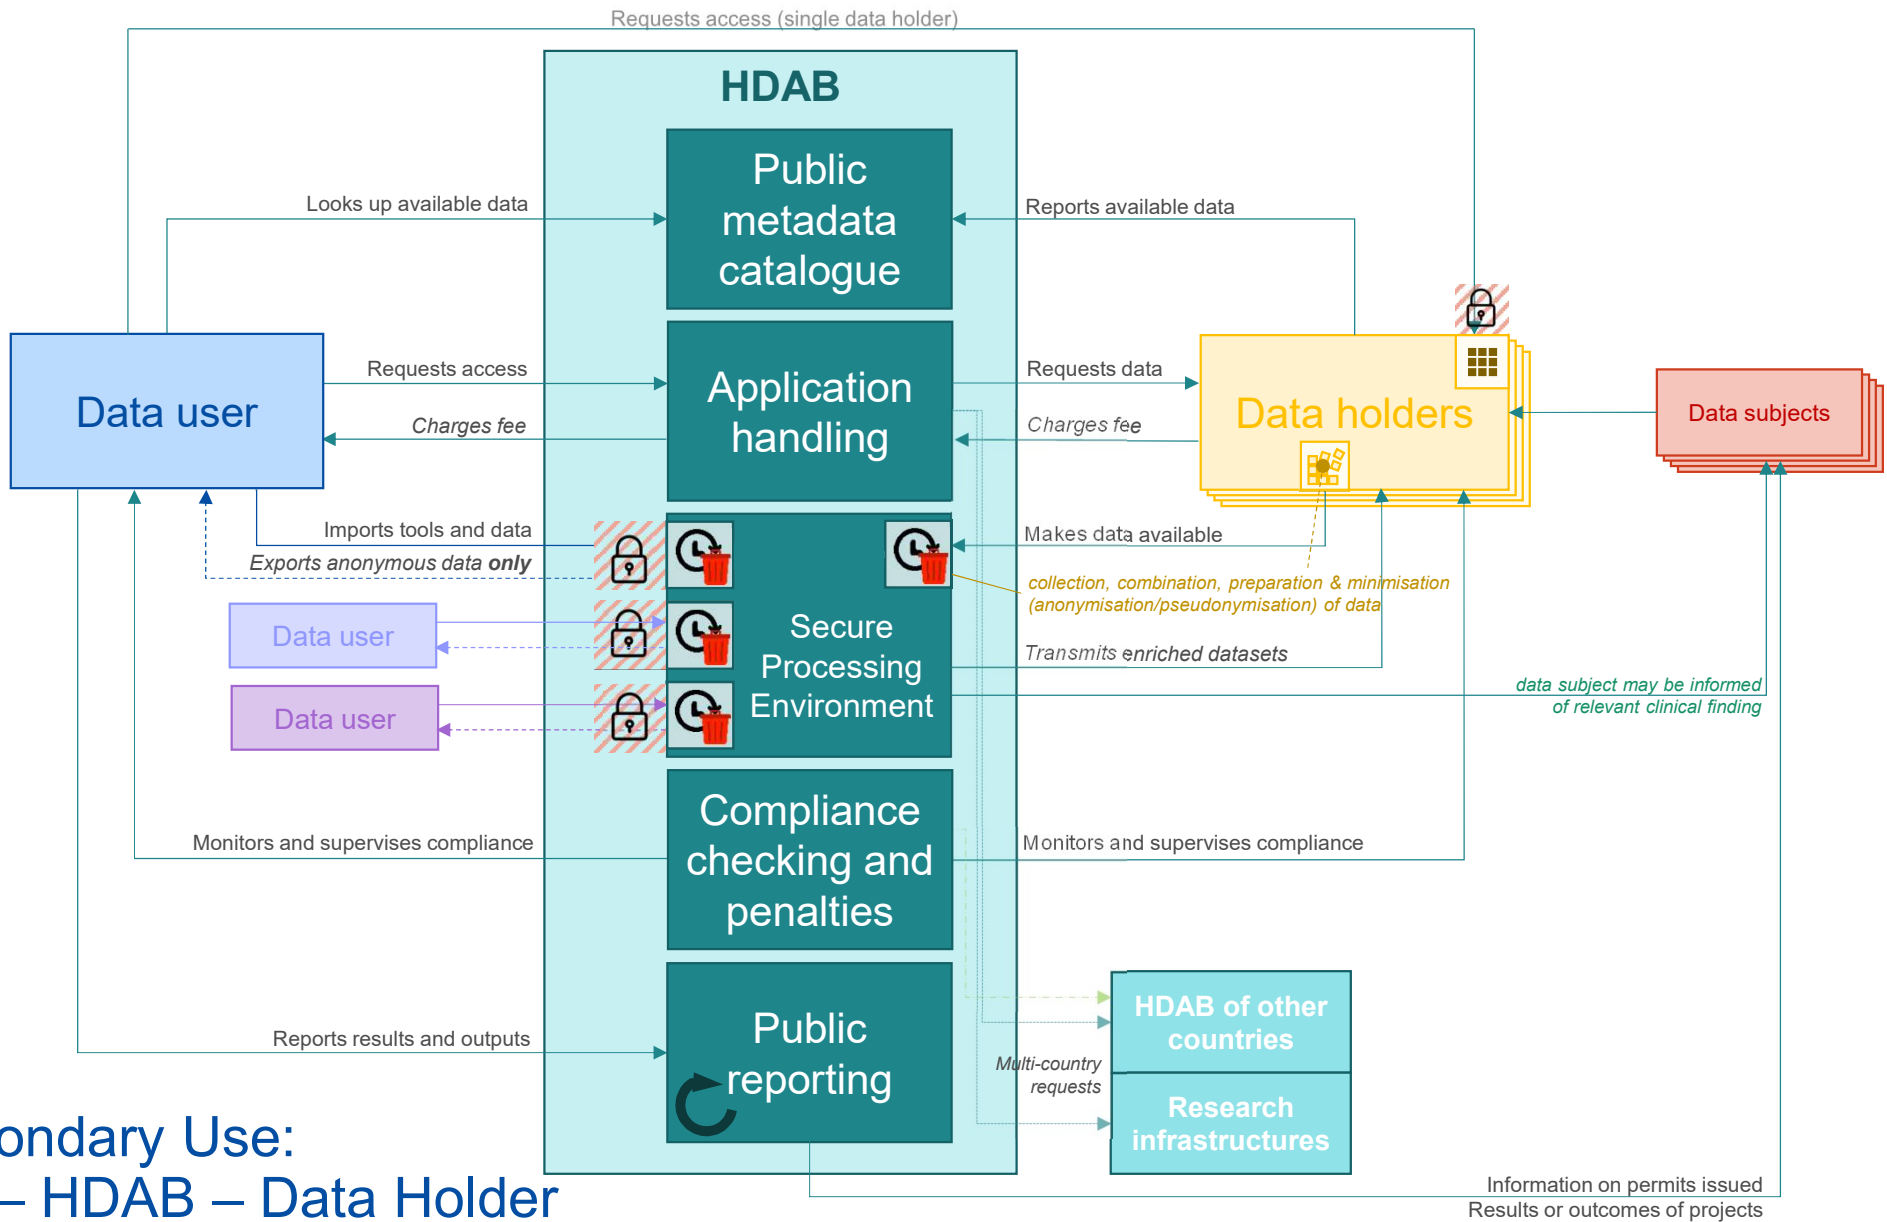 Requests access (single data holder)
HDAB
Public
metadata
catalogue
Looks up available data
Reports available data
Data user
Requests access
Charges fee
Application
handling
Requests data
Charges fee
Data holders
Data subjects
Imports tools and data
Exports anonymous data only
Makes data available
collection, combination, preparation & minimisation
(anonymisation/pseudonymisation) of data
Data user
Data user
Secure
Processing
Environment
Transmits enriched datasets
data subject may be informed
of relevant clinical finding
Compliance
checking and
penalties
Monitors and supervises compliance
Monitors and supervises compliance
Public
reporting
Reports results and outputs
HDAB of other
countries
Multi-country
requests
Research
infrastructures
ondary Use:
– HDAB – Data Holder
Information on permits issued
Results or outcomes of projects